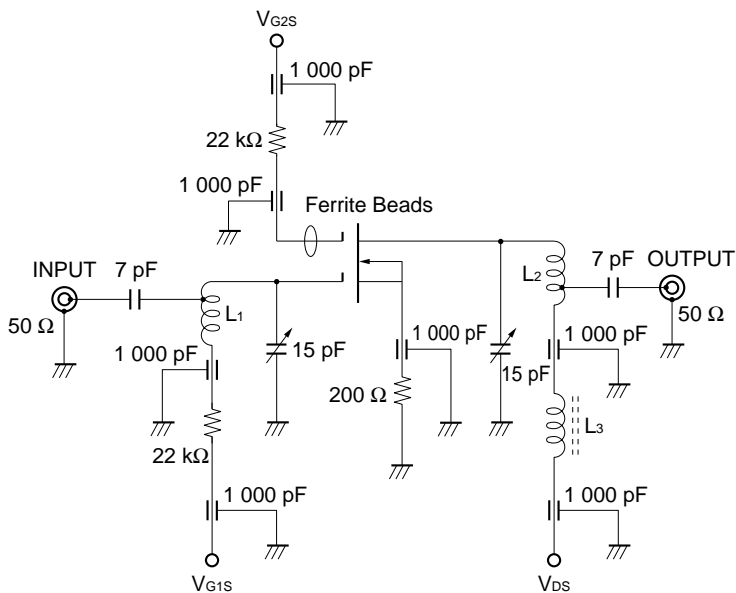 VG2S
1 000 pF
22 kΩ
1 000 pF
Ferrite Beads
INPUT
7 pF
L2
7 pF
OUTPUT
50 Ω
L1
50 Ω
1 000 pF
15 pF
1 000 pF
15 pF
1 000 pF
200 Ω
L3
22 kΩ
1 000 pF
1 000 pF
VG1S
VDS